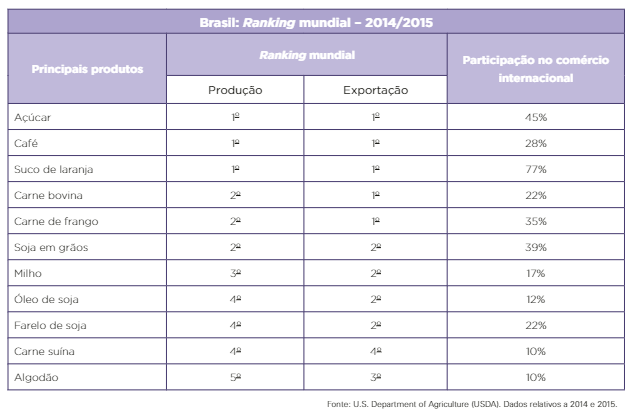 Brasil: Ranking mundial – 2014/2015
Principais produtos
Ranking mundial
Participação no comércio
internacional
Produção Exportação
Açúcar 1º 1º 45%
Café 1º 1º 28%
Suco de laranja 1º 1º 77%
Carne bovina 2º 1º 22%
Carne de frango 2º 1º 35%
Soja em grãos 2º 2º 39%
Milho 3º 2º 17%
Óleo de soja 4º 2º 12%
Farelo de soja 4º 2º 22%
Carne suína 4º 4º 10%
Algodão 5º 3º 10%
Fonte: U.S. Department of Agriculture (USDA). Dados relativos a 2014 e 2015.